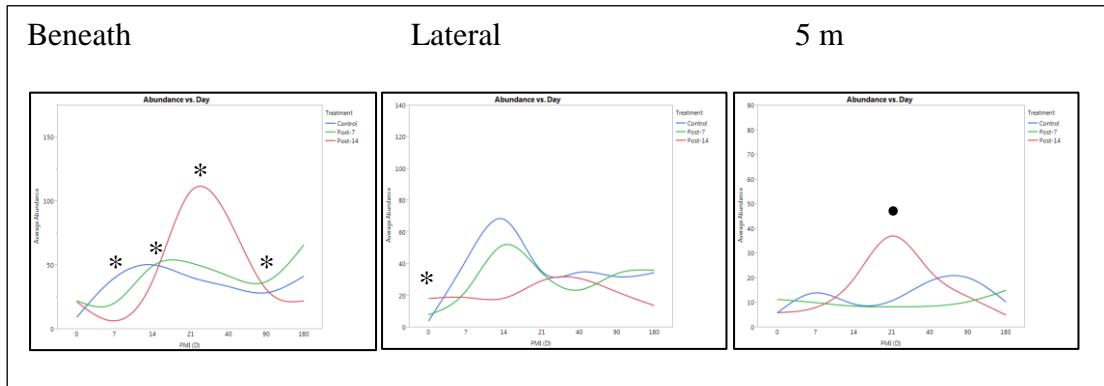 Beneath Lateral 5 m
Abundance vs. Day
150
100
50
0
Average Abundance
0 7 14 21 40 90 180
PMI (D)
Treatment
Control
Post-7
Post-14
*
*
*
*
Abundance vs. Day
140
120
100
80
60
40
20
0
Average Abundance
0 7 14 21 40 90 180
PMI (D)
Treatment
Control
Post-7
Post-14
*
Abundance vs. Day
90
80
70
60
50
40
30
20
10
0
Average Abundance
0 7 14 21 40 90 180
PMI (D)
Treatment
Control
Post-7
Post-14
•